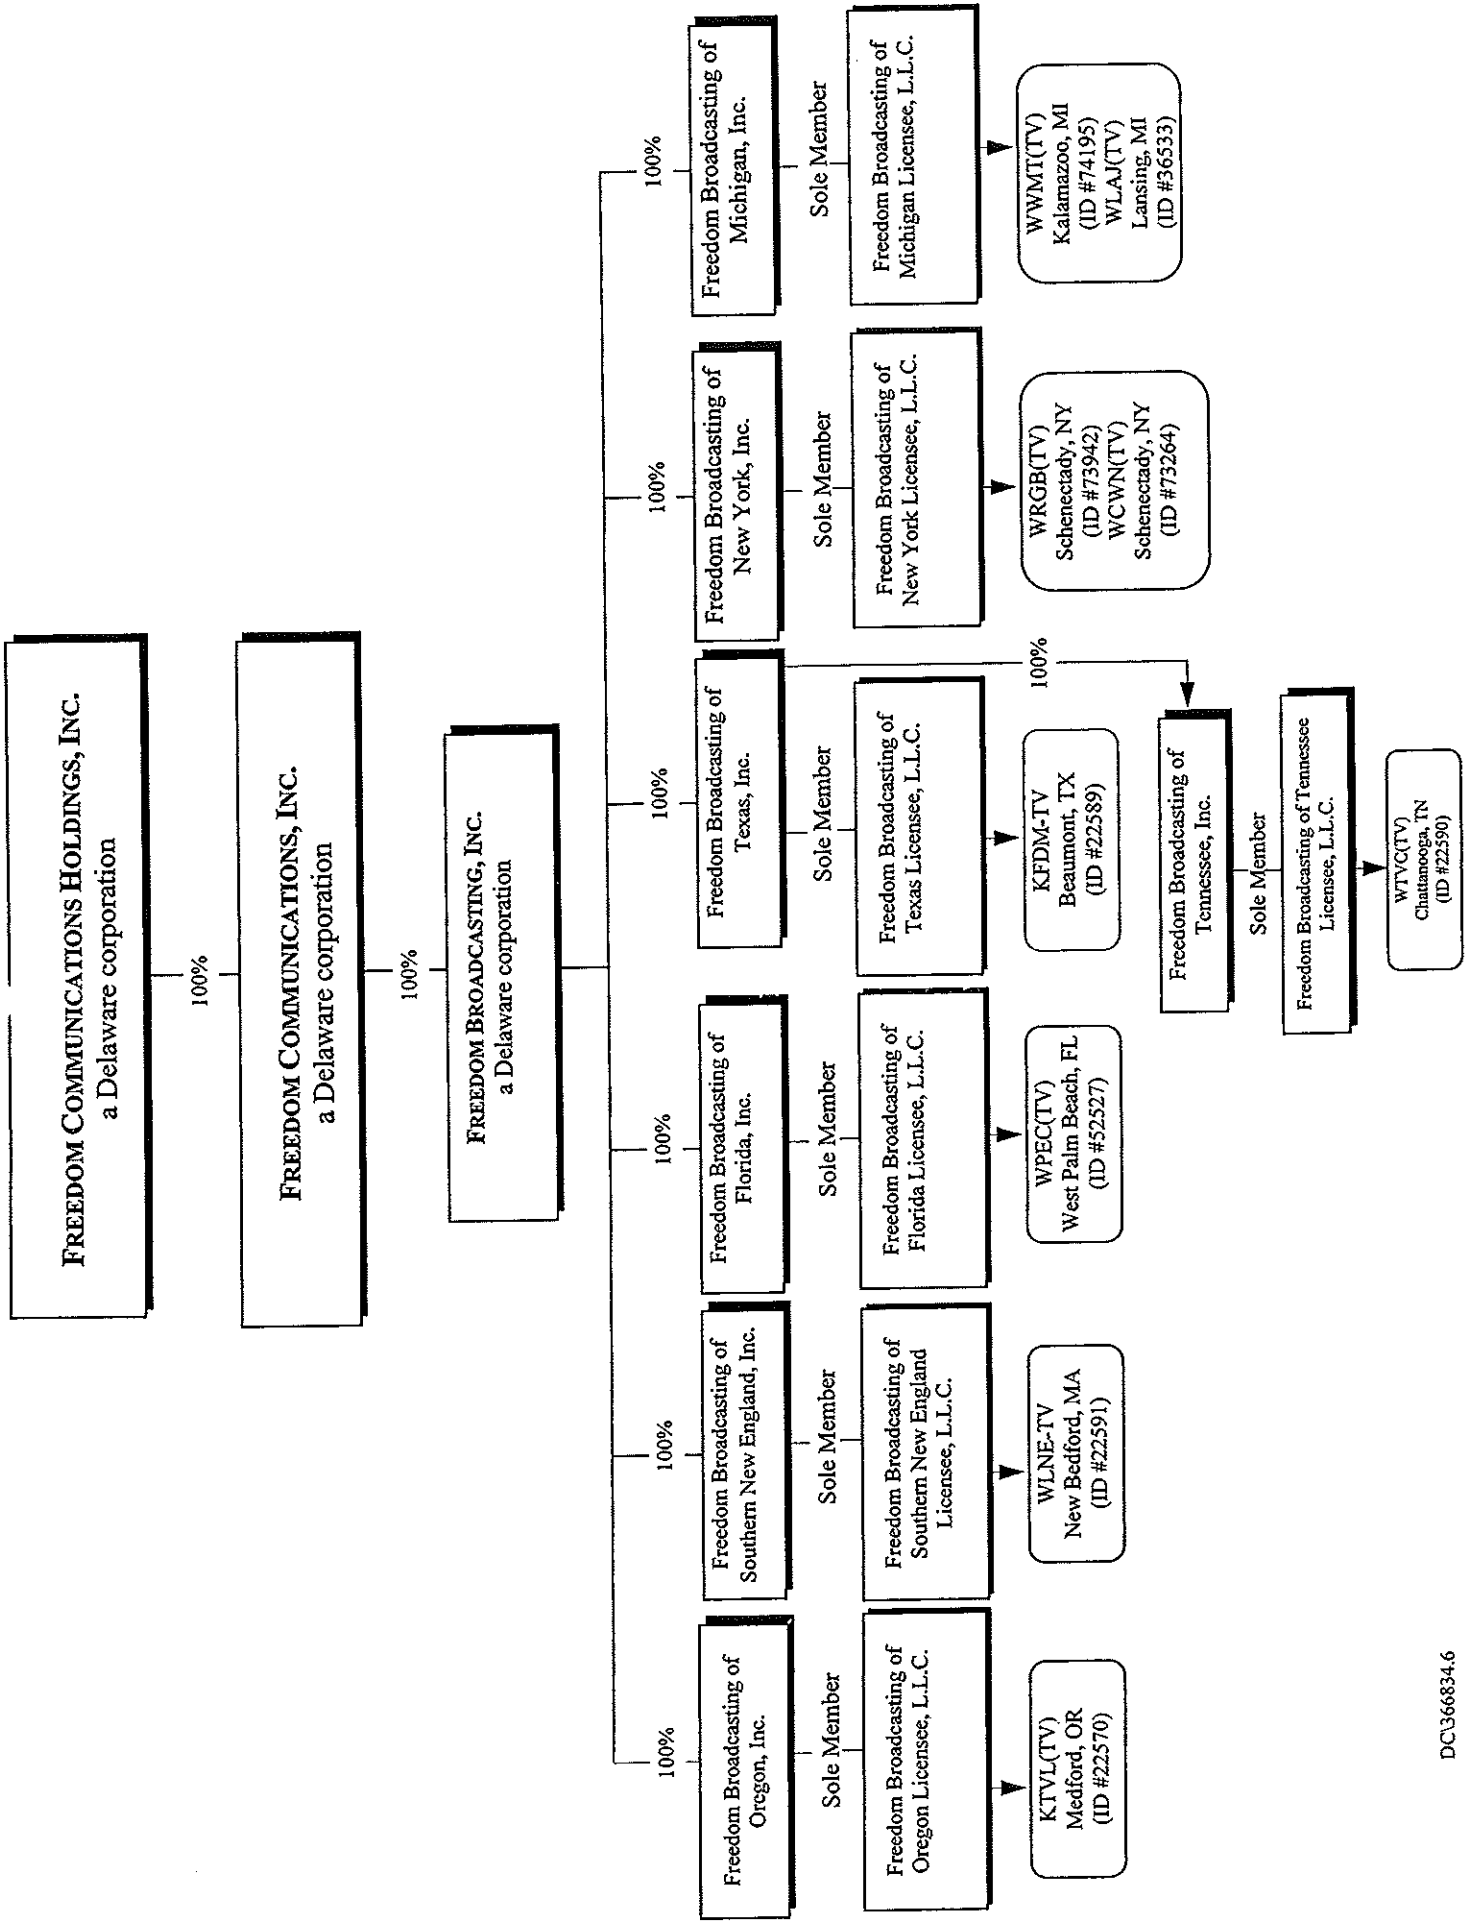 FREEDOM COMMUNICATIONS HOLDINGS, INC.
a Delaware corporation
100%
FREEDOM COMMUNICATIONS, INC.
a Delaware corporation
100%
FREEDOM BROADCASTING, INC.
a Delaware corporation
100%
Freedom Broadcasting of
Oregon, Inc.
Sole Member
Freedom Broadcasting of
Oregon Licensee, L.L.C.
KTVL(TV)
Medford, OR
(ID #22570)
100%
Freedom Broadcasting of
Southern New England, Inc.
Sole Member
Freedom Broadcasting of
Southern New England
Licensee, L.L.C.
WLNE-TV
New Bedford, MA
(ID #22591)
100%
Freedom Broadcasting of
Florida, Inc.
Sole Member
Freedom Broadcasting of
Florida Licensee, L.L.C.
WPEC(TV)
West Palm Beach, FL
(ID #52527)
100%
Freedom Broadcasting of
Texas, Inc.
Sole Member
Freedom Broadcasting of
Texas Licensee, L.L.C.
KFDM-TV
Beaumont, TX
(ID #22589)
100%
Freedom Broadcasting of
Tennessee, Inc.
Sole Member
Freedom Broadcasting of Tennessee
Licensee, L.L.C.
WTVC(TV)
Chattanooga, TN
(ID #22590)
100%
Freedom Broadcasting of
New York, Inc.
Sole Member
Freedom Broadcasting of
New York Licensee, L.L.C.
WRGB(TV)
Schenectady, NY
(ID #73942)
WCWN(TV)
Schenectady, NY
(ID #73264)
100%
Freedom Broadcasting of
Michigan, Inc.
Sole Member
Freedom Broadcasting of
Michigan Licensee, L.L.C.
WWMT(TV)
Kalamazoo, MI
(ID #74195)
WLAJ(TV)
Lansing, MI
(ID #36533)
DC\366834.6